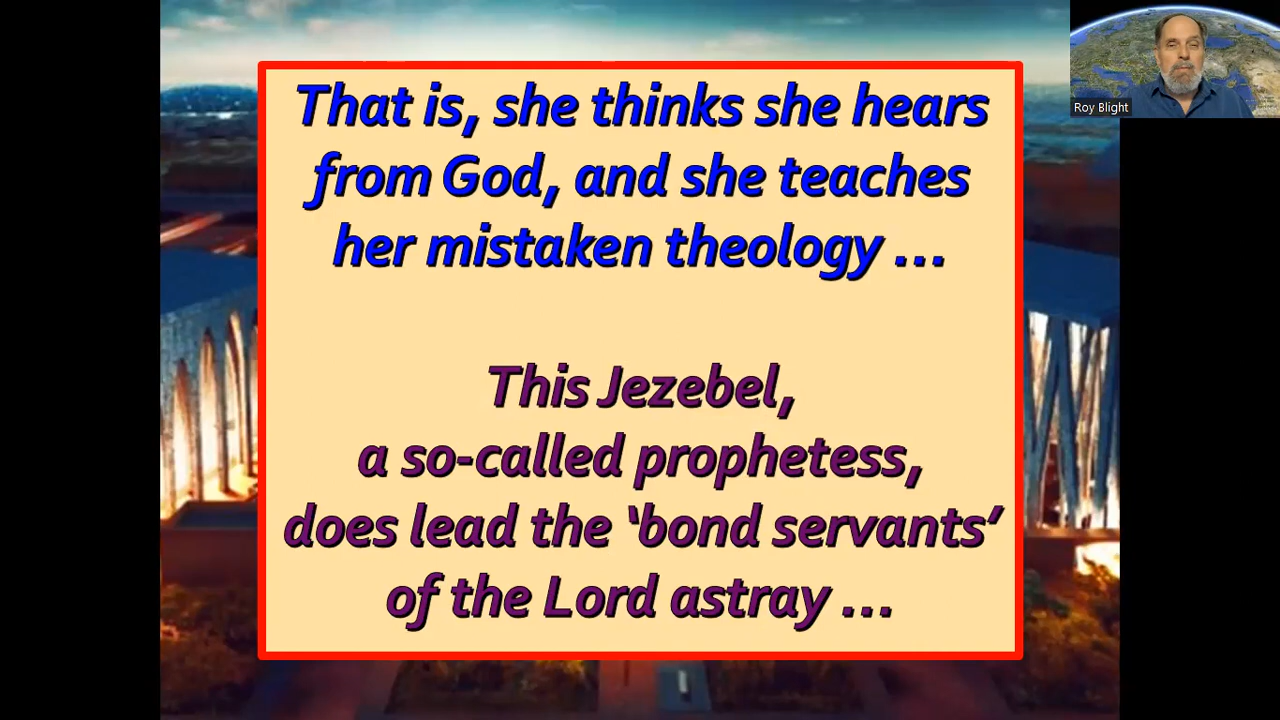 That is, she thinks she hears
from God, and she teaches
her mistaken theology ...
This Jezebel,
a so-called prophetess,
does lead the ‘bond servants’
of the Lord astray ...
Roy Blight